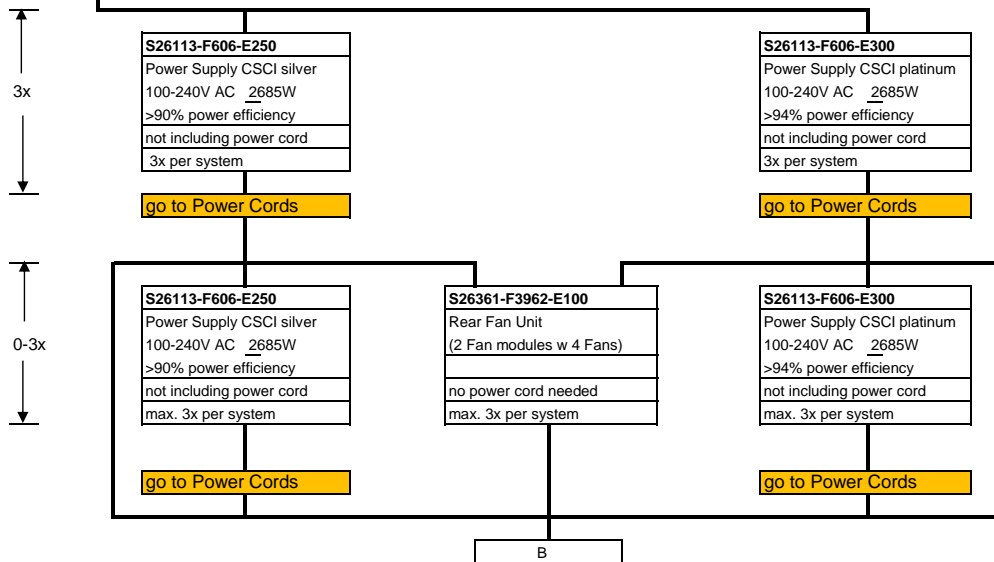 3x
S26113-F606-E250
Power Supply CSCI silver
100-240V AC 2685W
>90% power efficiency
not including power cord
3x per system
go to Power Cords
S26113-F606-E300
Power Supply CSCI platinum
100-240V AC 2685W
>94% power efficiency
not including power cord
3x per system
go to Power Cords
0-3x
S26113-F606-E250
Power Supply CSCI silver
100-240V AC 2685W
>90% power efficiency
not including power cord
max. 3x per system
go to Power Cords
S26361-F3962-E100
Rear Fan Unit
(2 Fan modules w 4 Fans)
no power cord needed
max. 3x per system
S26113-F606-E300
Power Supply CSCI platinum
100-240V AC 2685W
>94% power efficiency
not including power cord
max. 3x per system
go to Power Cords
B